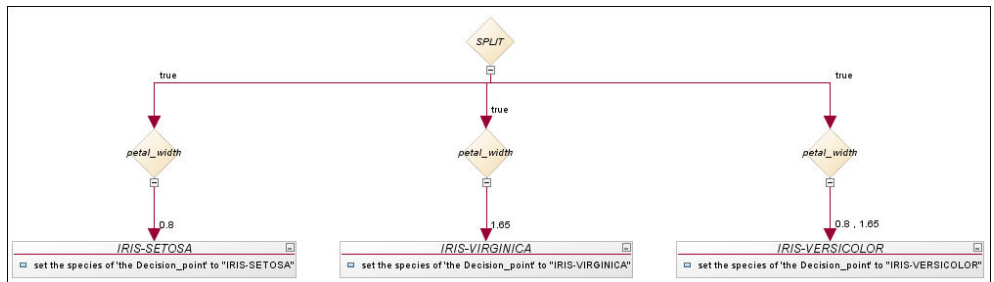 SPLIT
true
true
true
petal_width
petal_width
petal_width
0.8
1.65
0.8 , 1.65
IRIS-SETOSA
set the species of 'the Decision_point' to "IRIS-SETOSA"
IRIS-VIRGINICA
set the species of 'the Decision_point' to "IRIS-VIRGINICA"
IRIS-VERSICOLOR
set the species of 'the Decision_point' to "IRIS-VERSICOLOR"